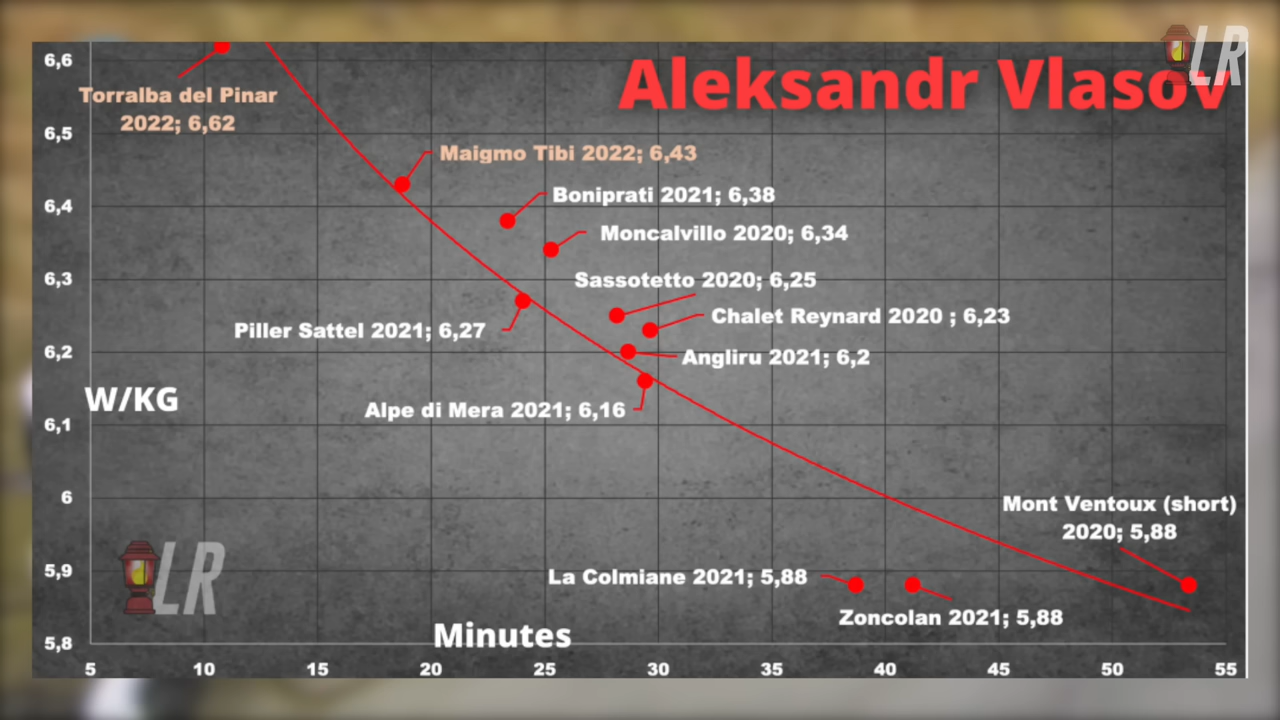 LR
Aleksandr Vlasov
6,6
Torralba del Pinar
2022; 6,62
6,5
Maigmo Tibi 2022; 6,43
Boniprati 2021; 6,38
6,4
Moncalvillo 2020; 6,34
6,3
Sassotetto 2020; 6,25
Chalet Reynard 2020 ; 6,23
Piller Sattel 2021; 6,27
6,2
Angliru 2021; 6,2
W/KG
Alpe di Mera 2021; 6,16
6,1
6
Mont Ventoux (short)
2020; 5,88
5,9
La Colmiane 2021; 5,88
LR
Zoncolan 2021; 5,88
Minutes
5,8
5 10 15 20 25 30 35 40 45 50 55